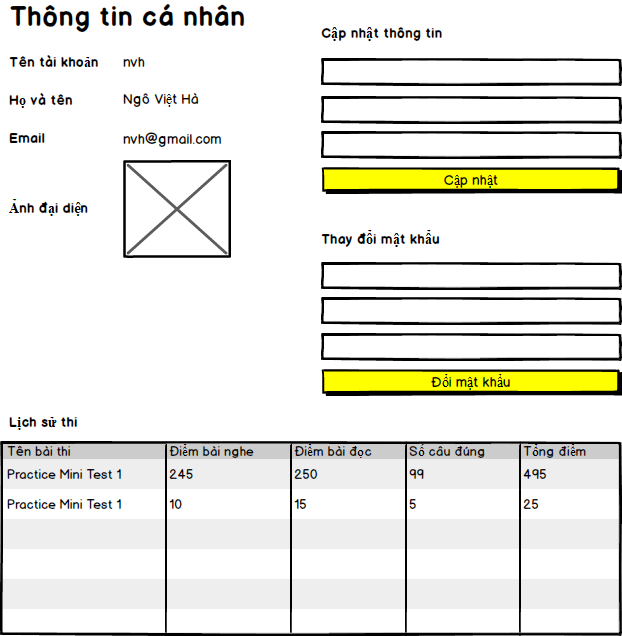 Thông tin cá nhân
Tên tài khoản nvh
Họ và tên Ngô Việt Hà
Email nvh@gmail.com
Ảnh đại diện
Cập nhật thông tin
Cập nhật
Thay đổi mật khẩu
Đổi mật khẩu
Lịch sử thi
Tên bài thi Điểm bài nghe Điểm bài đọc Số câu đúng Tổng điểm
Practice Mini Test 1 245 250 99 495
Practice Mini Test 1 10 15 5 25